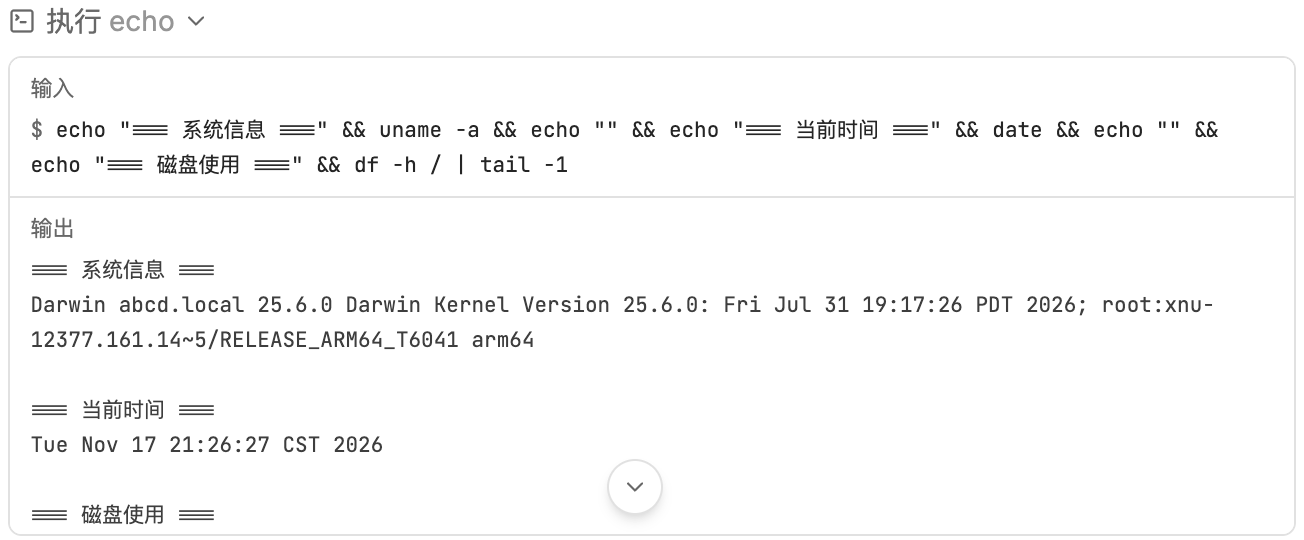 执行 echo
输入
$ echo "=== 系统信息 ===" && uname -a && echo "" && echo "=== 当前时间 ===" && date && echo "" &&
echo "=== 磁盘使用 ===" && df -h / | tail -1
输出
=== 系统信息 ===
Darwin abcd.local 25.6.0 Darwin Kernel Version 25.6.0: Fri Jul 31 19:17:26 PDT 2026; root:xnu-
12377.161.14~5/RELEASE_ARM64_T6041 arm64
=== 当前时间 ===
Tue Nov 17 21:26:27 CST 2026
=== 磁盘使用 ===